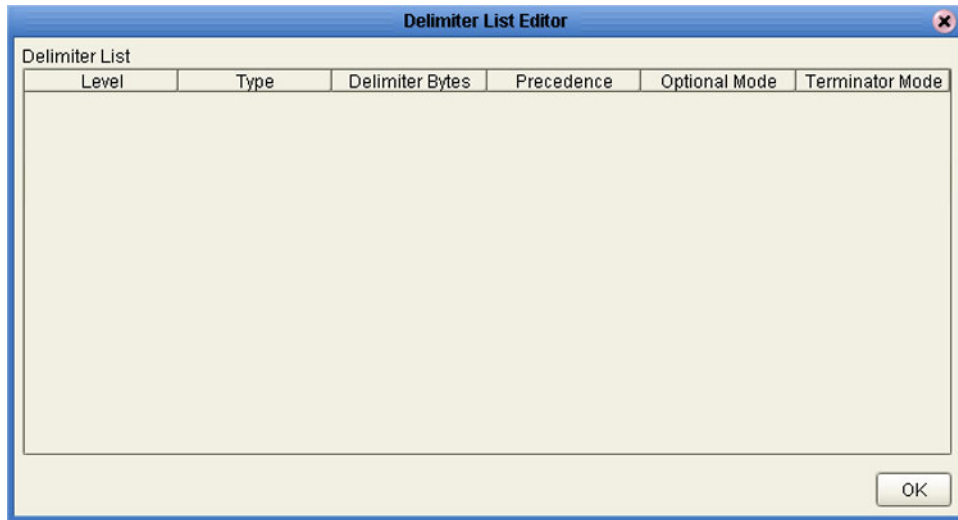 Delimiter List Editor
Delimiter List
Level Type Delimiter Bytes Precedence Optional Mode Terminator Mode
OK